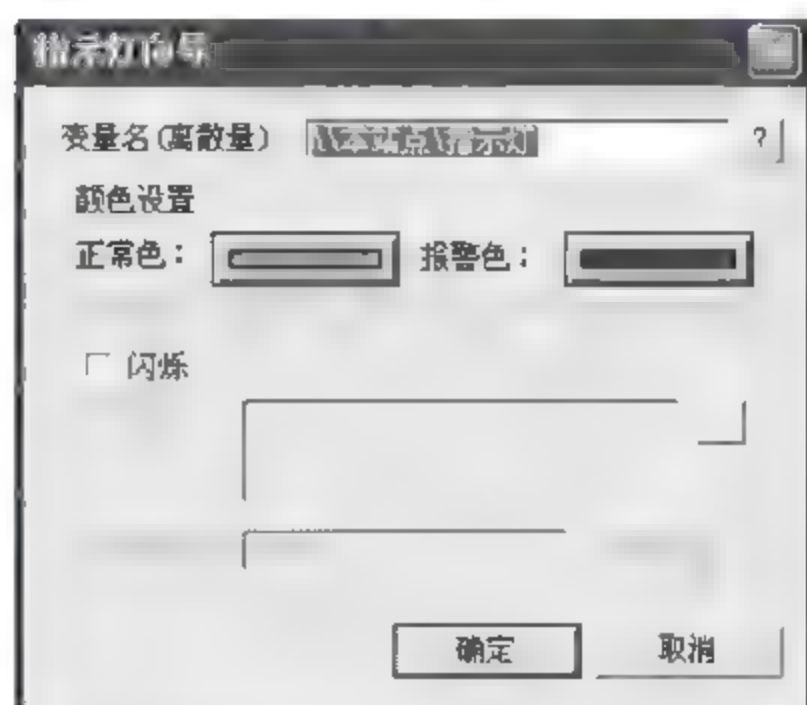 指示灯向导
变量名(离散量) \\本站点\指示灯 ?
颜色设置
正常色: 报警色:
闪烁
确定 取消